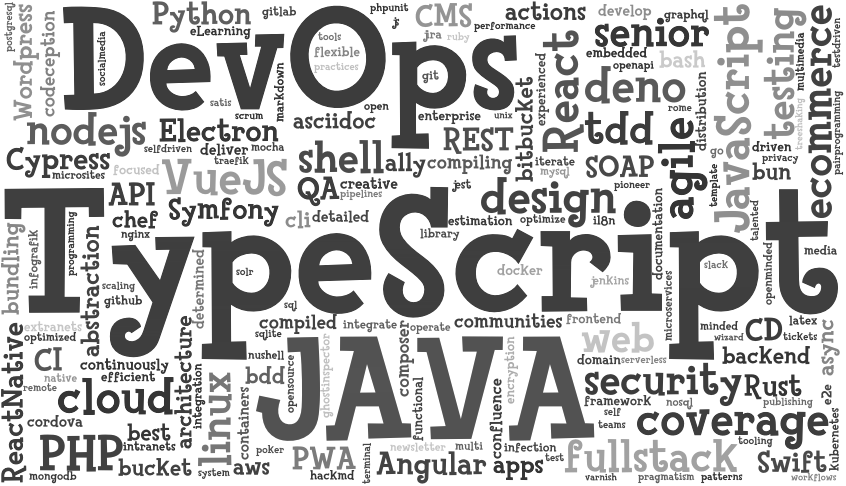 postgresql
Wordpress
codeception
DevOps
socialmedia
Python
gitlab
eLearning
satis
scrum
markdown
tools
flexible
practices
phpunit
js
CMS
jra
ruby
performance
git
open
actions
develop
graphql
senior
embedded
openapi
bash
JavaScript
testing
multimedia
treeshaking
ecommerce
testdriven
pairprogramming
nodejs
Electron
asciidoc
enterprise
unix
REST
bitbucket
experienced
React
deno
rome
distribution
tdd
agile
go
template
driven
privacy
bun
Cypress
microsites
selfdriven
deliver
mocha
traefik
focused
VueJS
shell
ally
compiling
iterate
mysql
SOAP
pioneer
API
QA
creative
pipelines
jest
design
chef
nginx
Symfony
cli
detailed
estimation
optimize
i18n
library
documentation
talented
TypeScript
bundling
infografik
programming
abstraction
scaling
github
determined
solr
sql
docker
jenkins
microservices
slack
openminded
media
extranets
optimized
compiled
integrate
operate
communities
frontend
minded
wizard
CD
latex
tickets
async
ReactNative
CI
native
remote
continuously
efficient
architecture
integration
sqlite
nushell
bdd
opensource
ghostinspector
JAVA
composer
functional
encryption
confluence
web
domain
serverless
backend
cloud
linux
containers
security
Rust
framework
nosql
publishing
self
teams
e2e
kubernetes
cordova
PHP
best
intranets
coverage
tooling
mongodb
bucket
system
aws
poker
PWA
hackmd
terminal
newsletter
multi
Angular
apps
infection
test
fullstack
varnish
pragmatism
patterns
Swift
workflows